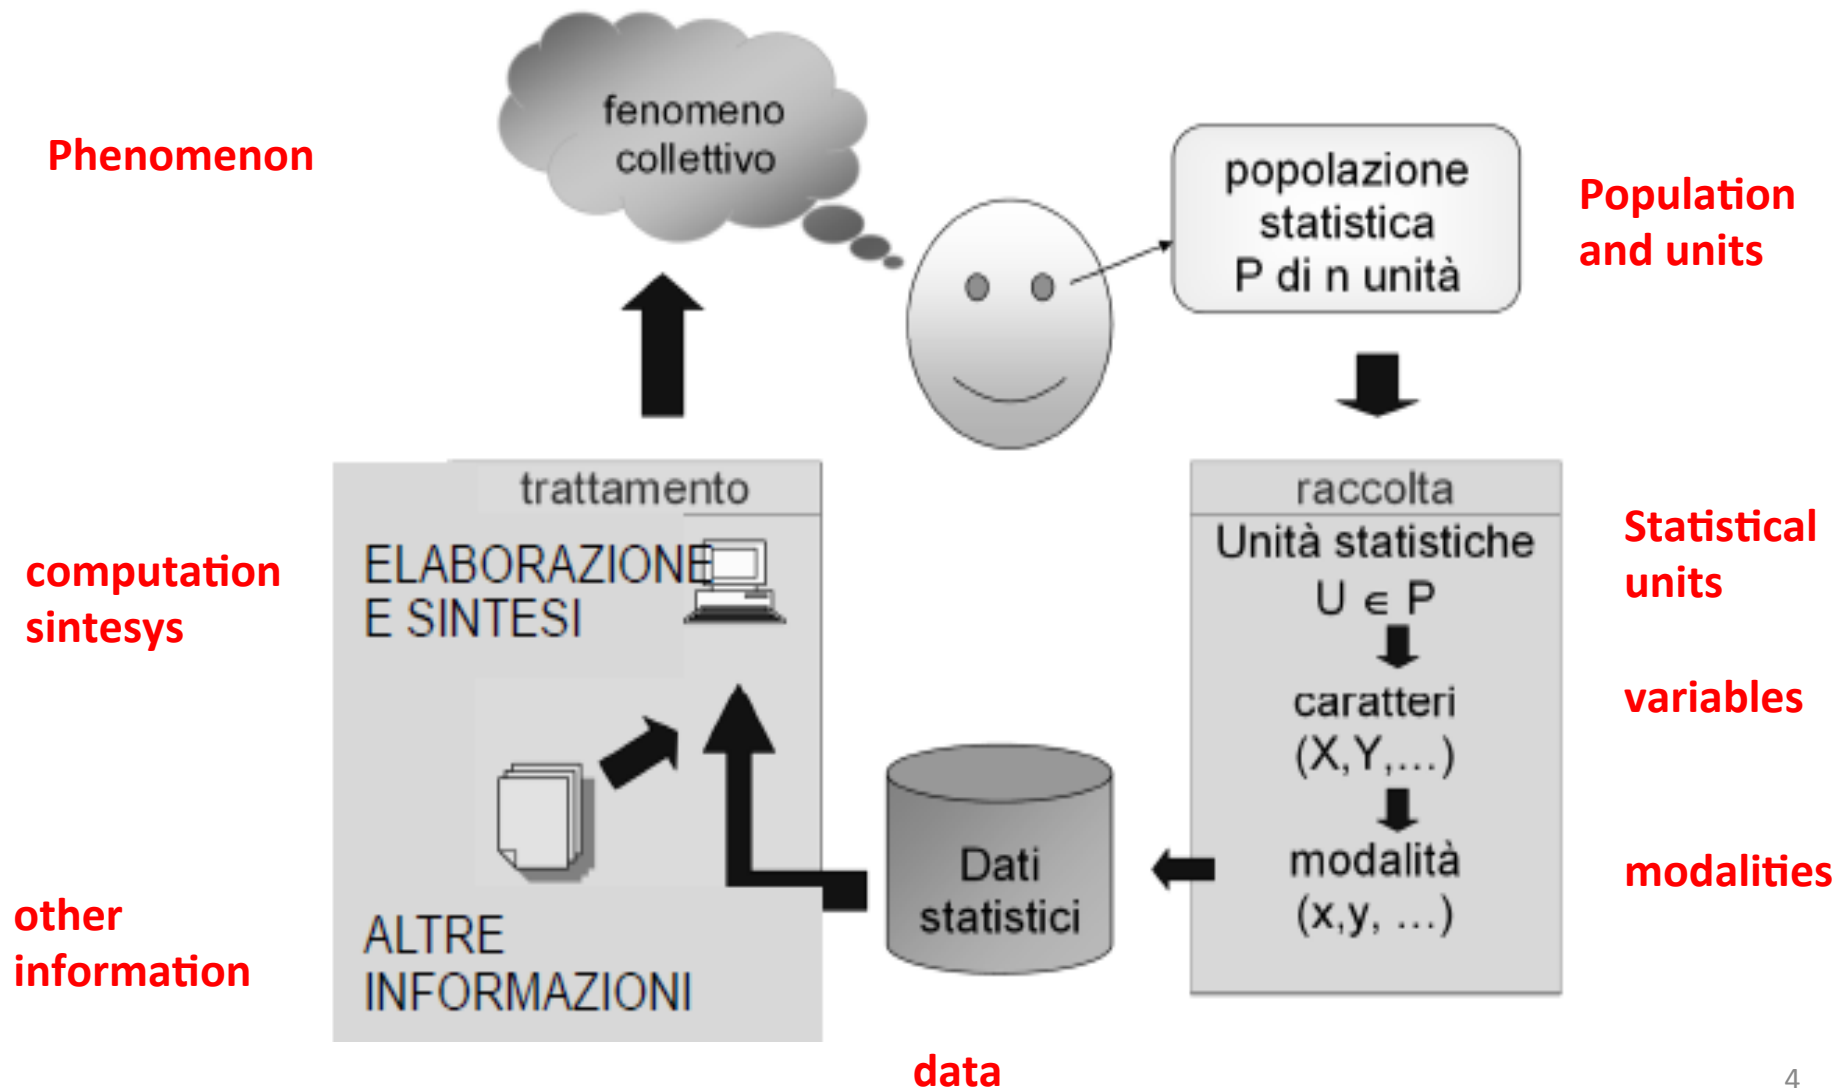 Phenomenon
fenomeno
collettivo
popolazione
statistica
P di n unità
Population
and units
trattamento
ELABORAZIONE
E SINTESI
computation
sintesys
ALTRE
INFORMAZIONI
other
information
Dati
statistici
data
raccolta
Unità statistiche
U ∈ P
caratteri
(X,Y,...)
modalità
(x,y, ...)
Statistical
units
variables
modalities
4